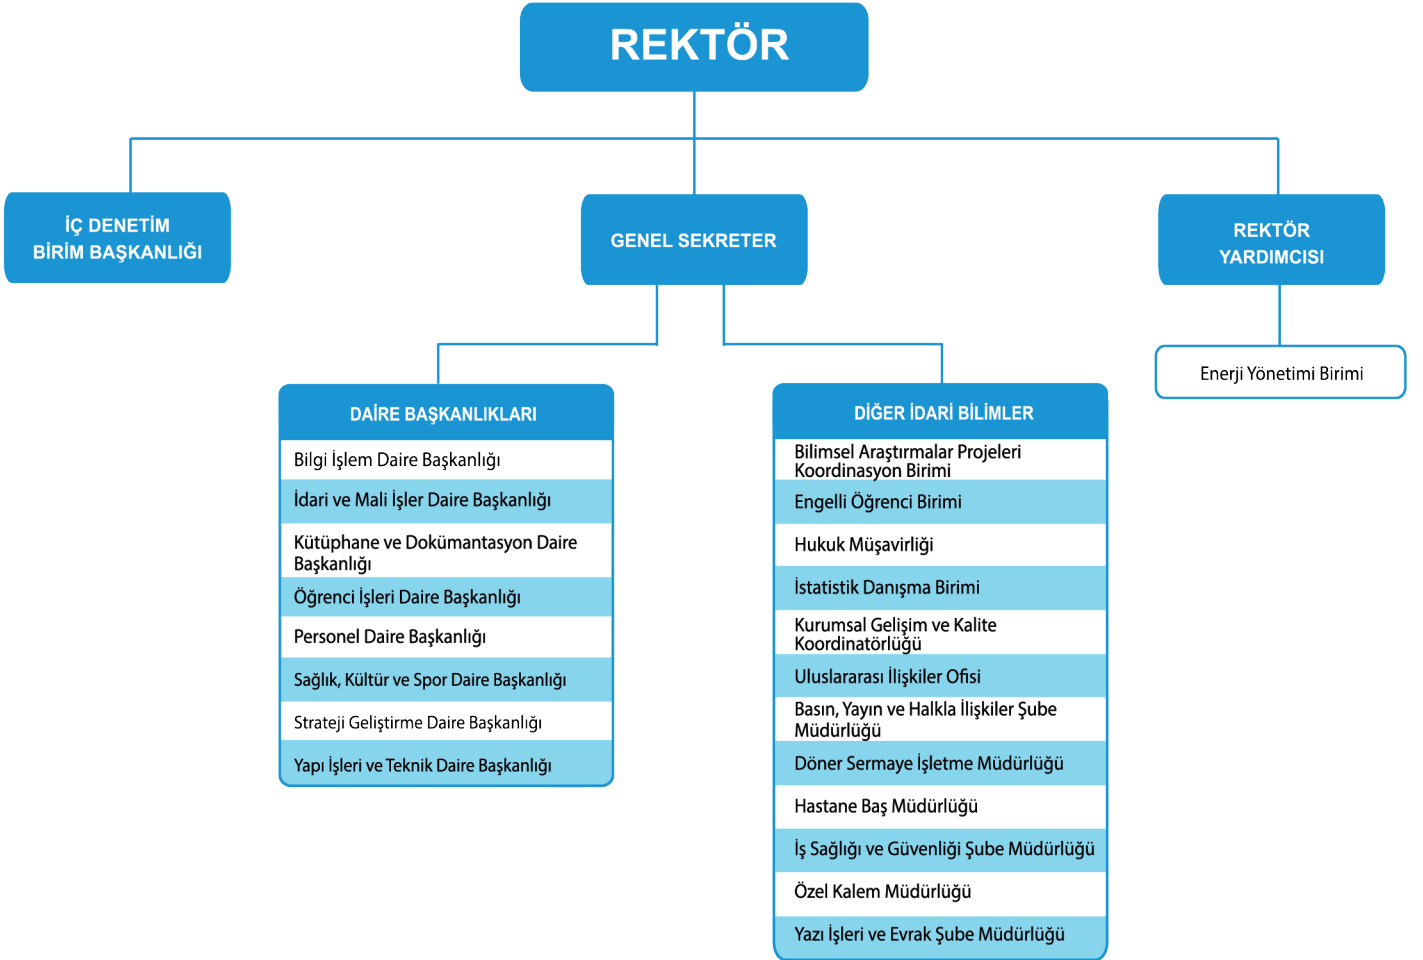 REKTÖR
İÇ DENETİM
BİRİM BAŞKANLIĞI
GENEL SEKRETER
REKTÖR
YARDIMCISI
Enerji Yönetimi Birimi
DAİRE BAŞKANLIKLARI
Bilgi İşlem Daire Başkanlığı
İdari ve Mali İşler Daire Başkanlığı
Kütüphane ve Dokümantasyon Daire
Başkanlığı
Öğrenci İşleri Daire Başkanlığı
Personel Daire Başkanlığı
Sağlık, Kültür ve Spor Daire Başkanlığı
Strateji Geliştirme Daire Başkanlığı
Yapı İşleri ve Teknik Daire Başkanlığı
DİĞER İDARİ BİLİMLER
Bilimsel Araştırmalar Projeleri
Koordinasyon Birimi
Engelli Öğrenci Birimi
Hukuk Müşavirliği
İstatistik Danışma Birimi
Kurumsal Gelişim ve Kalite
Koordinatörlüğü
Uluslararası İlişkiler Ofisi
Basın, Yayın ve Halkla İlişkiler Şube
Müdürlüğü
Döner Sermaye İşletme Müdürlüğü
Hastane Baş Müdürlüğü
İş Sağlığı ve Güvenliği Şube Müdürlüğü
Özel Kalem Müdürlüğü
Yazı İşleri ve Evrak Şube Müdürlüğü